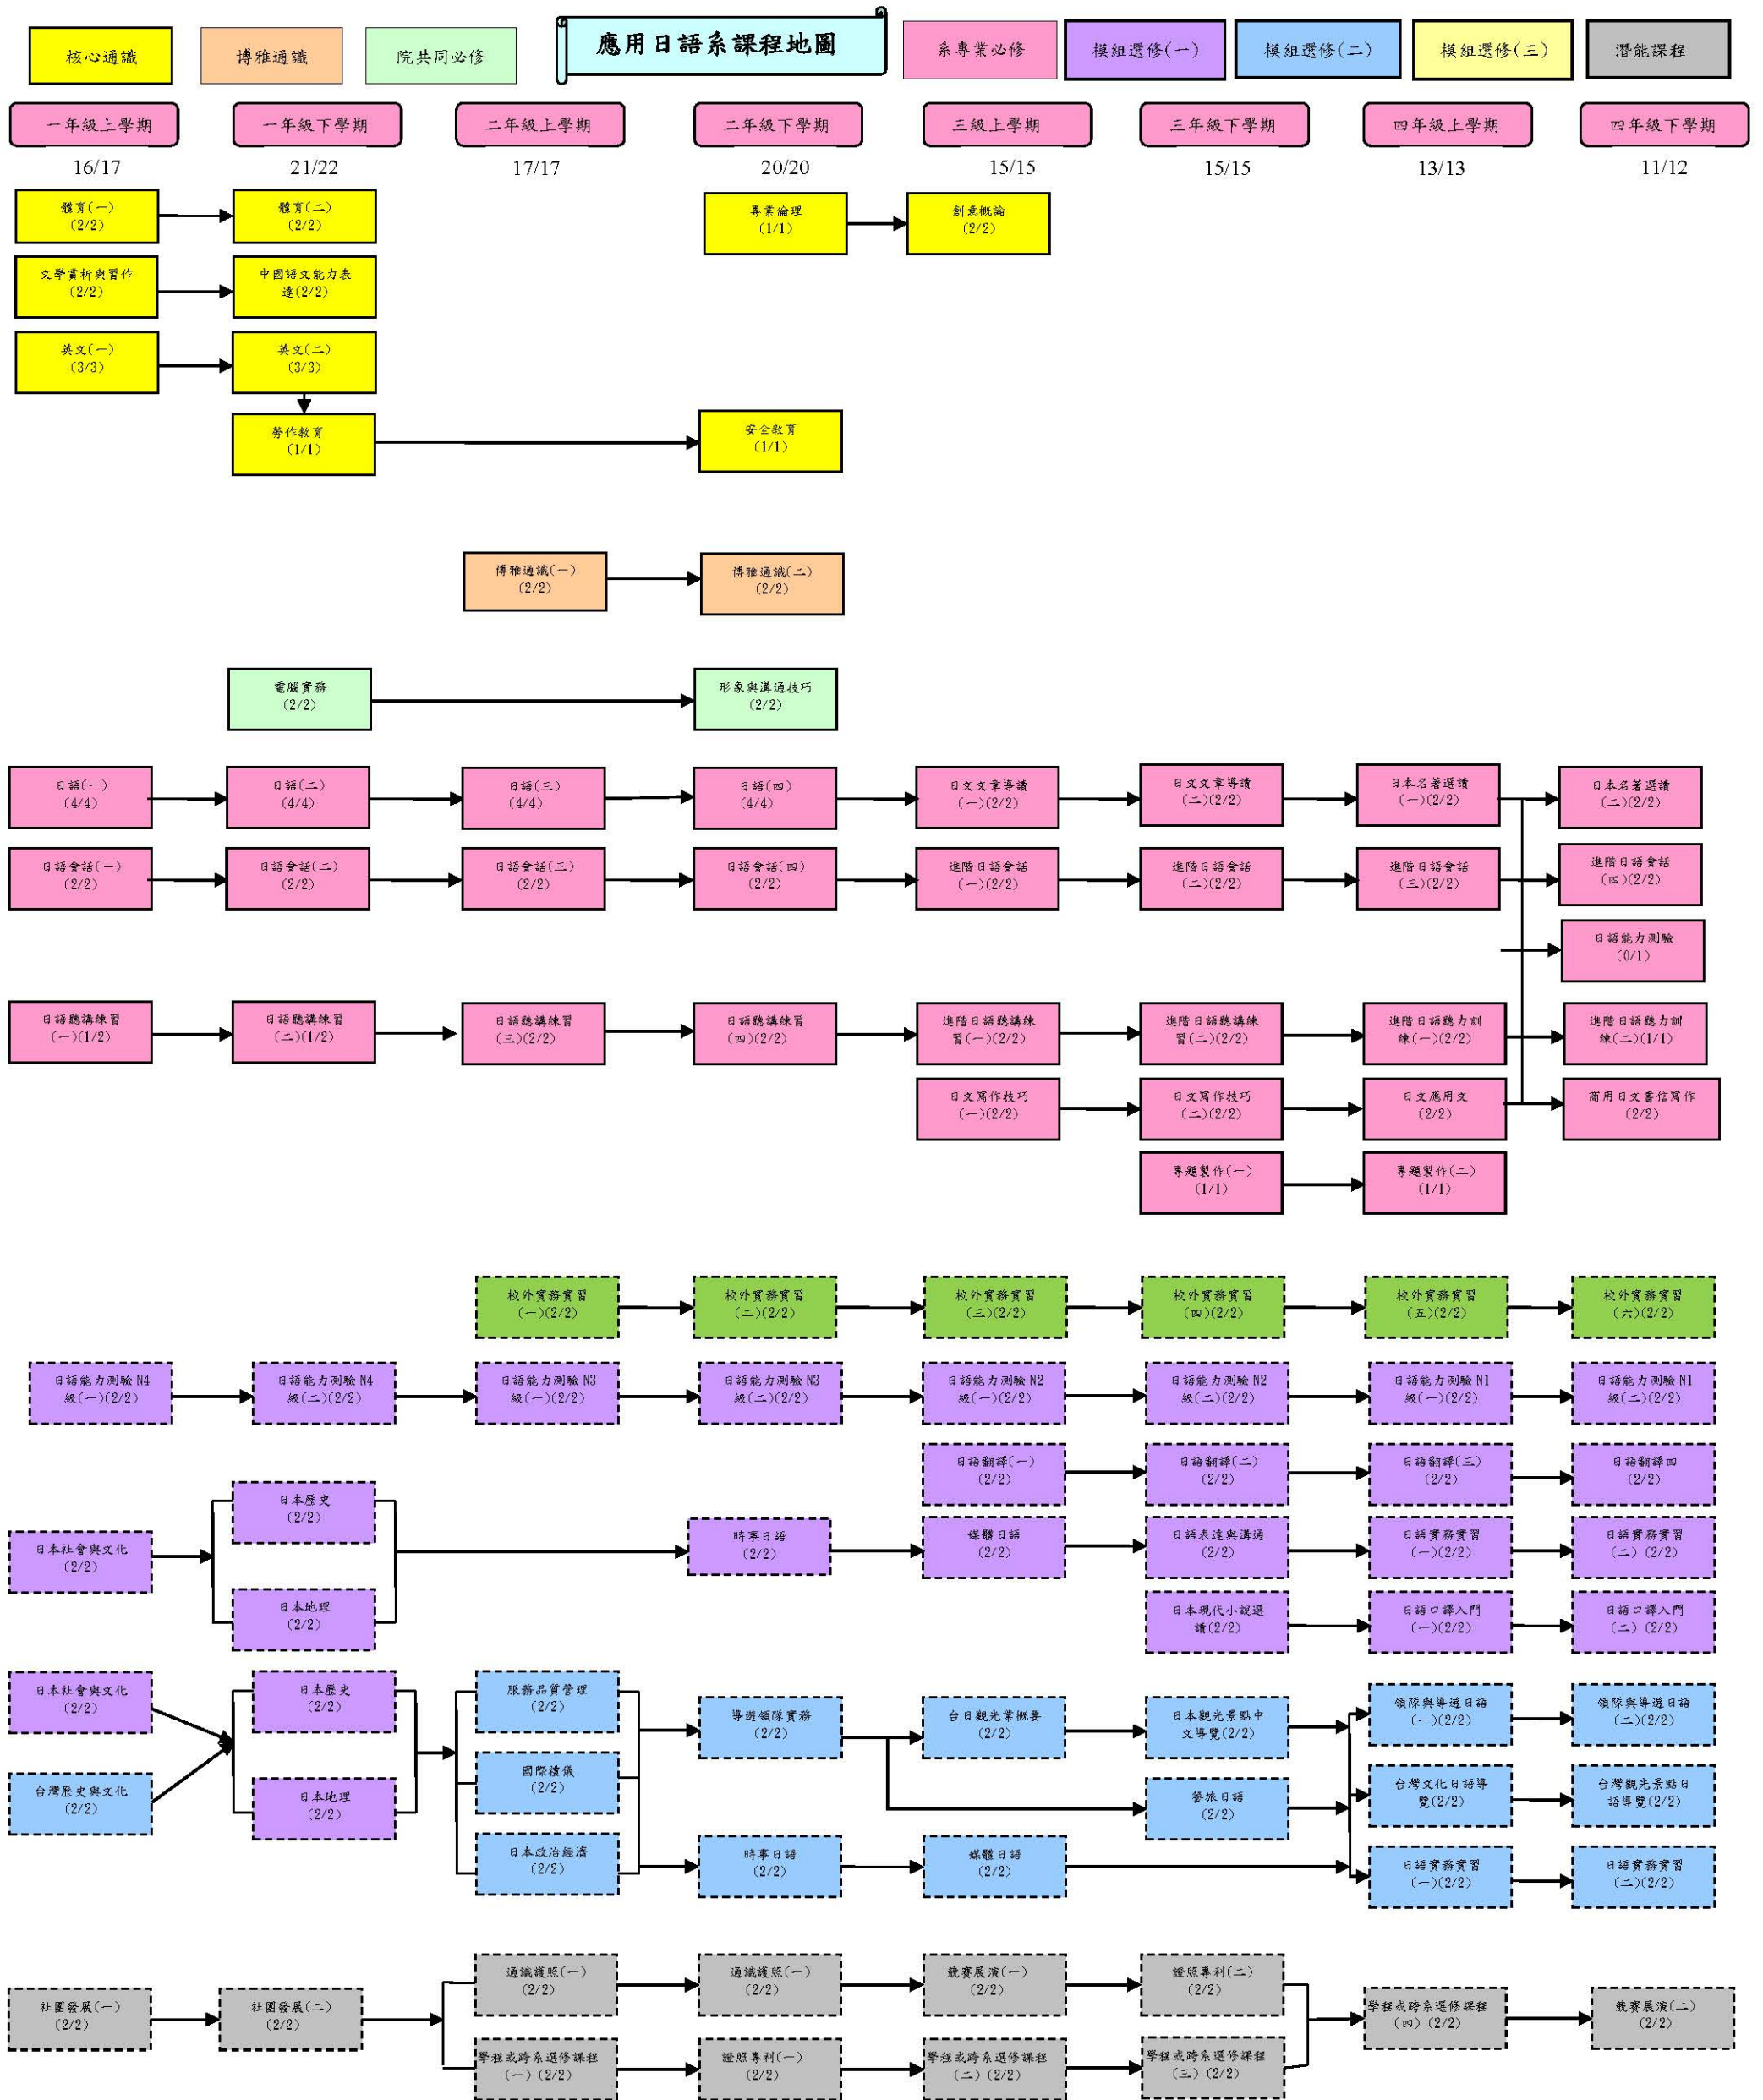 應用日語系課程地圖
核心通識
博雅通識
院共同必修
系專業必修
模組選修(一)
模組選修(二)
模組選修(三)
潛能課程
一年級上學期
一年級下學期
二年級上學期
二年級下學期
三級上學期
三年級下學期
四年級上學期
四年級下學期
16/17
21/22
17/17
20/20
15/15
15/15
13/13
11/12
體育(一)
(2/2)
體育(二)
(2/2)
專業倫理
(1/1)
創意概論
(2/2)
文學賞析與習作
(2/2)
中國語文能力表
達(2/2)
英文(一)
(3/3)
英文(二)
(3/3)
勞作教育
(1/1)
安全教育
(1/1)
博雅通識(一)
(2/2)
博雅通識(二)
(2/2)
電腦實務
(2/2)
形象與溝通技巧
(2/2)
日語(一)
(4/4)
日語(二)
(4/4)
日語(三)
(4/4)
日語(四)
(4/4)
日文文章導讀
(一)(2/2)
日文文章導讀
(二)(2/2)
日本名著選讀
(一)(2/2)
日本名著選讀
(二)(2/2)
日語會話(一)
(2/2)
日語會話(二)
(2/2)
日語會話(三)
(2/2)
日語會話(四)
(2/2)
進階日語會話
(一)(2/2)
進階日語會話
(二)(2/2)
進階日語會話
(三)(2/2)
進階日語會話
(四)(2/2)
日語能力測驗
(0/1)
日語聽講練習
(一)(1/2)
日語聽講練習
(二)(1/2)
日語聽講練習
(三)(2/2)
日語聽講練習
(四)(2/2)
進階日語聽講練
習(一)(2/2)
進階日語聽講練
習(二)(2/2)
進階日語聽力訓
練(一)(2/2)
進階日語聽力訓
練(二)(1/1)
日文寫作技巧
(一)(2/2)
日文寫作技巧
(二)(2/2)
日文應用文
(2/2)
商用日文書信寫作
(2/2)
專題製作(一)
(1/1)
專題製作(二)
(1/1)
校外實務實習
(一)(2/2)
校外實務實習
(二)(2/2)
校外實務實習
(三)(2/2)
校外實務實習
(四)(2/2)
校外實務實習
(五)(2/2)
校外實務實習
(六)(2/2)
日語能力測驗 N4
級(一)(2/2)
日語能力測驗 N4
級(二)(2/2)
日語能力測驗 N3
級(一)(2/2)
日語能力測驗 N3
級(二)(2/2)
日語能力測驗 N2
級(一)(2/2)
日語能力測驗 N2
級(二)(2/2)
日語能力測驗 N1
級(一)(2/2)
日語能力測驗 N1
級(二)(2/2)
日語翻譯(一)
(2/2)
日語翻譯(二)
(2/2)
日語翻譯(三)
(2/2)
日語翻譯四
(2/2)
日本社會與文化
(2/2)
日本歷史
(2/2)
日本地理
(2/2)
時事日語
(2/2)
媒體日語
(2/2)
日語表達與溝通
(2/2)
日語實務實習
(一)(2/2)
日語實務實習
(二) (2/2)
日本現代小說選
讀(2/2)
日語口譯入門
(一)(2/2)
日語口譯入門
(二) (2/2)
日本社會與文化
(2/2)
日本歷史
(2/2)
服務品質管理
(2/2)
導遊領隊實務
(2/2)
台日觀光業概要
(2/2)
日本觀光景點中
文導覽(2/2)
領隊與導遊日語
(一)(2/2)
領隊與導遊日語
(二)(2/2)
台灣歷史與文化
(2/2)
日本地理
(2/2)
國際禮儀
(2/2)
餐旅日語
(2/2)
台灣文化日語導
覽(2/2)
台灣觀光景點日
語導覽(2/2)
日本政治經濟
(2/2)
時事日語
(2/2)
媒體日語
(2/2)
日語實務實習
(一)(2/2)
日語實務實習
(二)(2/2)
社團發展(一)
(2/2)
社團發展(二)
(2/2)
通識護照(一)
(2/2)
通識護照(一)
(2/2)
競賽展演(一)
(2/2)
證照專利(二)
(2/2)
學程或跨系選修課程
(四) (2/2)
競賽展演(二)
(2/2)
學程或跨系選修課程
(一) (2/2)
證照專利(一)
(2/2)
學程或跨系選修課程
(二) (2/2)
學程或跨系選修課程
(三) (2/2)